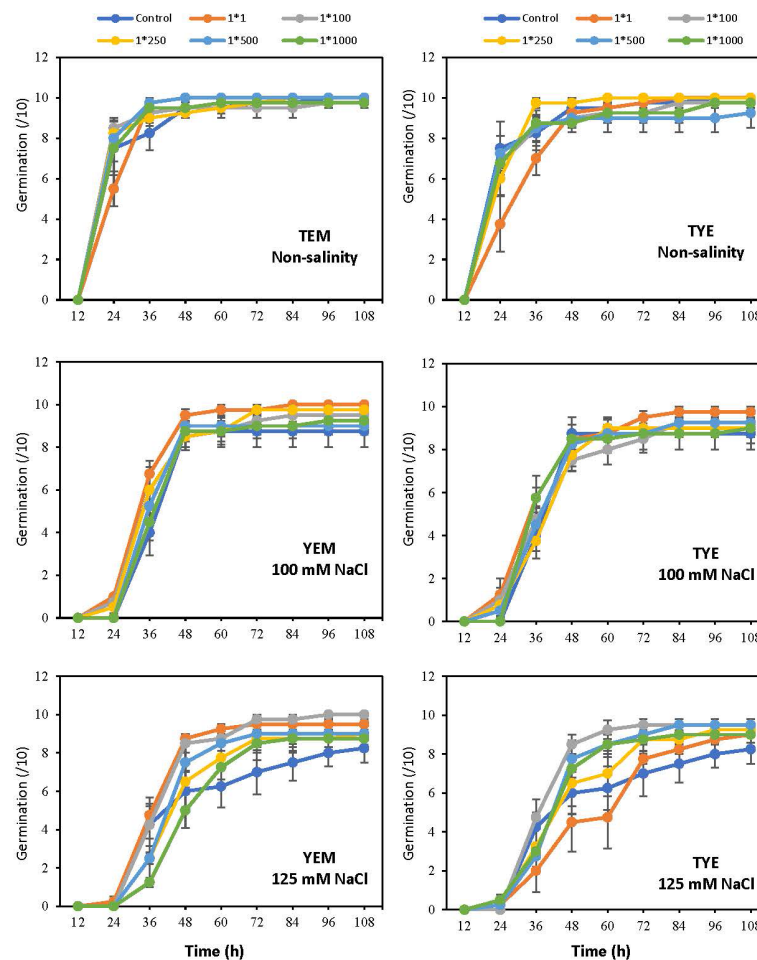 Control 1*1 1*100
1*250 1*500 1*1000
Control 1*1 1*100
1*250 1*500 1*1000
Germination (/10)
12
10
8
6
4
2
0
TEM
Non-salinity
12 24 36 48 60 72 84 96 108
Germination (/10)
12
10
8
6
4
2
0
TYE
Non-salinity
12 24 36 48 60 72 84 96 108
Germination (/10)
12
10
8
6
4
2
0
YEM
100 mM NaCl
12 24 36 48 60 72 84 96 108
Germination (/10)
12
10
8
6
4
2
0
TYE
100 mM NaCl
12 24 36 48 60 72 84 96 108
Germination (/10)
12
10
8
6
4
2
0
YEM
125 mM NaCl
12 24 36 48 60 72 84 96 108
Time (h)
Germination (/10)
12
10
8
6
4
2
0
TYE
125 mM NaCl
12 24 36 48 60 72 84 96 108
Time (h)